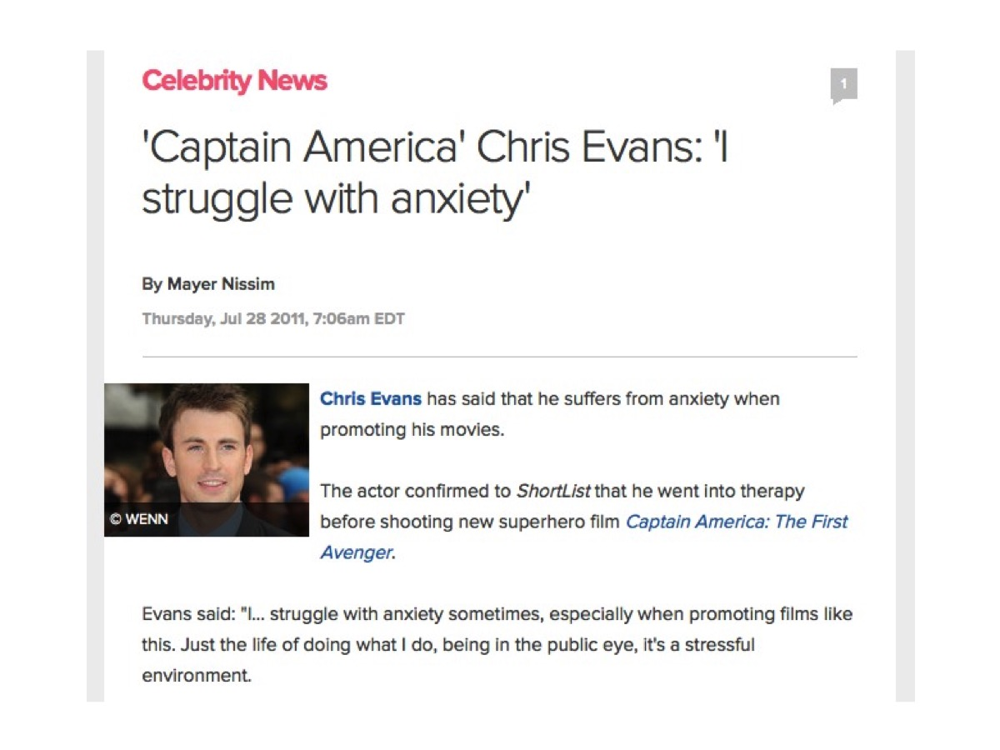 Celebrity News
1
'Captain America' Chris Evans: 'I
struggle with anxiety'
By Mayer Nissim
Thursday, Jul 28 2011, 7:06am EDT
Chris Evans has said that he suffers from anxiety when
promoting his movies.
The actor confirmed to ShortList that he went into therapy
before shooting new superhero film Captain America: The First
Avenger.
© WENN
Evans said: "I... struggle with anxiety sometimes, especially when promoting films like
this. Just the life of doing what I do, being in the public eye, it's a stressful
environment.